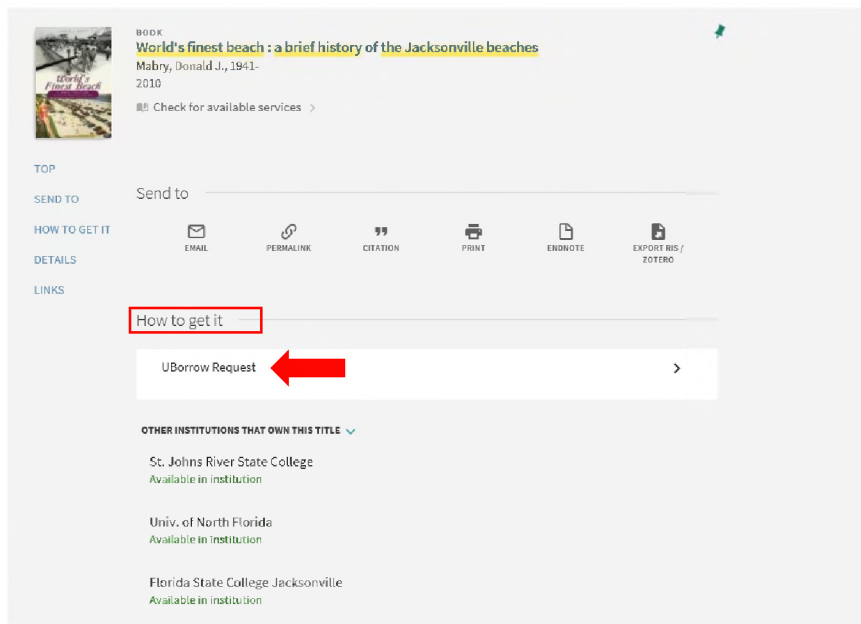 BOOK
World's finest beach : a brief history of the Jacksonville beaches
Mabry, Donald J., 1941-
2010
Check for available services
World's
Finest Beach
TOP
SEND TO
HOW TO GET IT
DETAILS
LINKS
Send to
EMAIL
PERMALINK
CITATION
PRINT
ENDNOTE
EXPORT RIS /
ZOTERO
How to get it
UBorrow Request
OTHER INSTITUTIONS THAT OWN THIS TITLE
St. Johns River State College
Available in institution
Univ. of North Florida
Available in institution
Florida State College Jacksonville
Available in institution